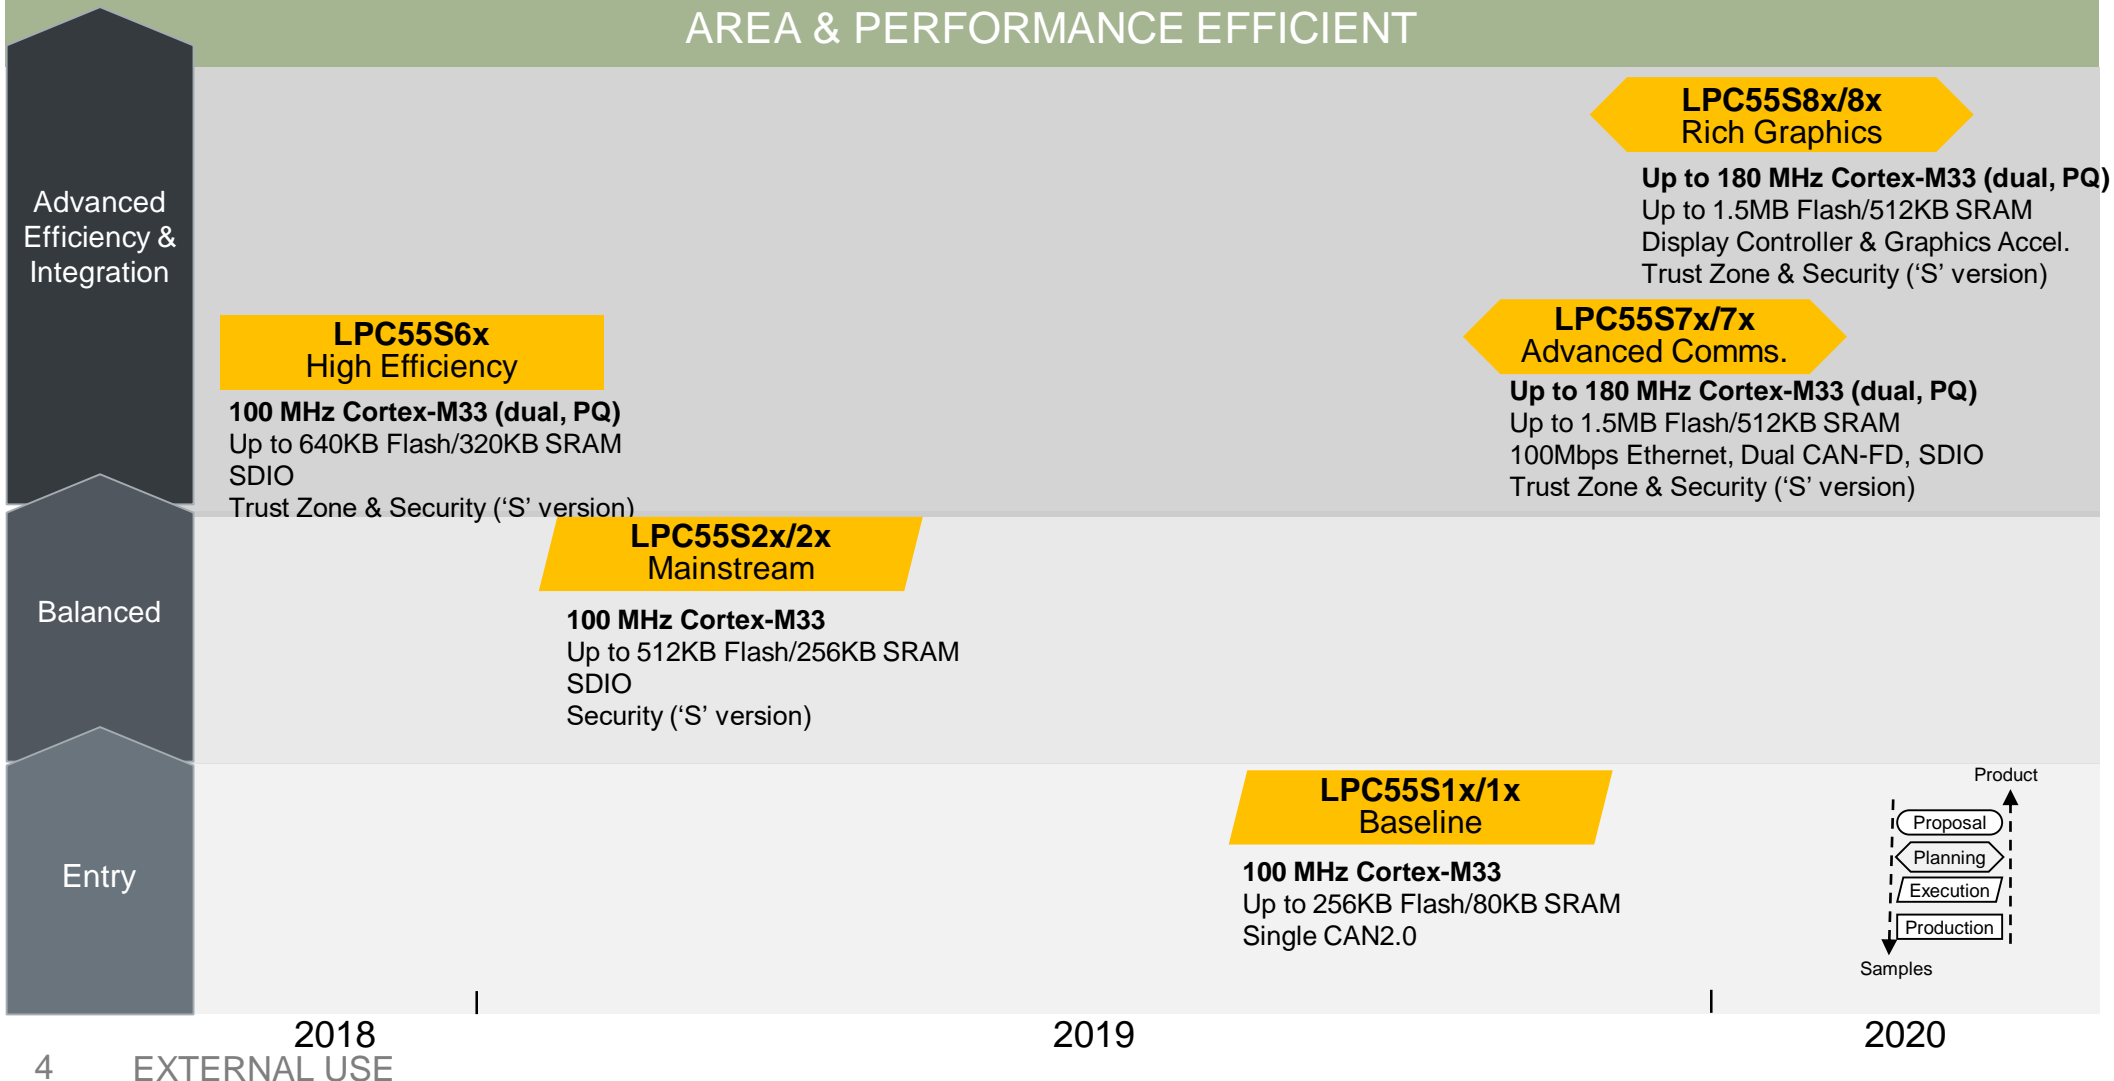 AREA & PERFORMANCE EFFICIENT
Advanced
Efficiency &
Integration
LPC55S8x/8x
Rich Graphics
Up to 180 MHz Cortex-M33 (dual, PQ)
Up to 1.5MB Flash/512KB SRAM
Display Controller & Graphics Accel.
Trust Zone & Security (‘S’ version)
LPC55S6x
High Efficiency
100 MHz Cortex-M33 (dual, PQ)
Up to 640KB Flash/320KB SRAM
SDIO
Trust Zone & Security (‘S’ version)
LPC55S7x/7x
Advanced Comms.
Up to 180 MHz Cortex-M33 (dual, PQ)
Up to 1.5MB Flash/512KB SRAM
100Mbps Ethernet, Dual CAN-FD, SDIO
Trust Zone & Security (‘S’ version)
Balanced
LPC55S2x/2x
Mainstream
100 MHz Cortex-M33
Up to 512KB Flash/256KB SRAM
SDIO
Security (‘S’ version)
Entry
LPC55S1x/1x
Baseline
100 MHz Cortex-M33
Up to 256KB Flash/80KB SRAM
Single CAN2.0
Product
Proposal
Planning
Execution
Production
Samples
2018
2019
2020
4
EXTERNAL USE